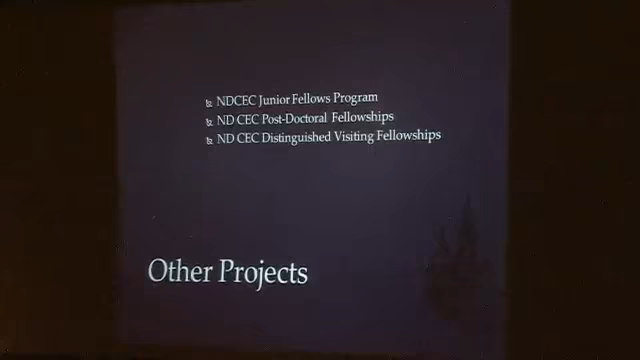 NDCEC Junior Fellows Program
ND CEC Post-Doctoral Fellowships
ND CEC Distinguished Visiting Fellowships
Other Projects